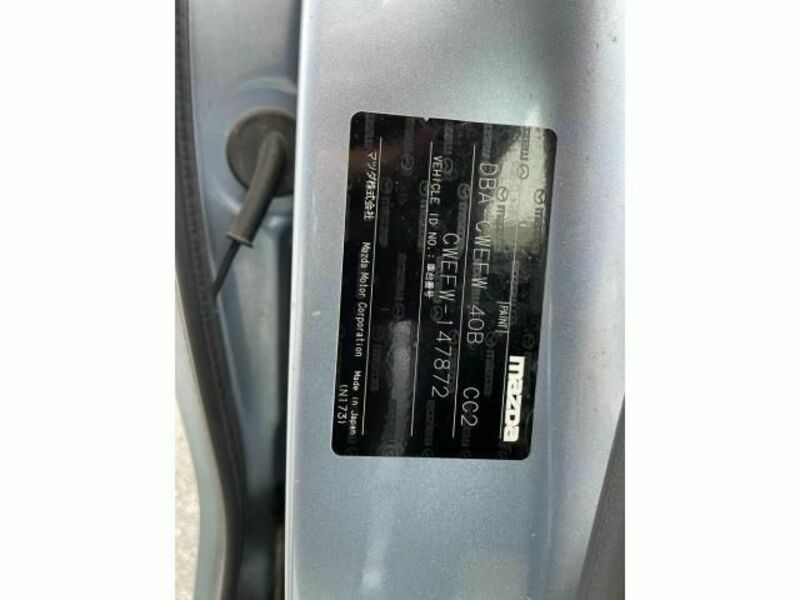 mazda
PAINT
DBA-CWEFW 40B CC2
CWEFW-147872
VEHICLE ID NO.: 車台番号
マツダ株式会社 Mazda Motor Corporation Made in Japan
(N173)